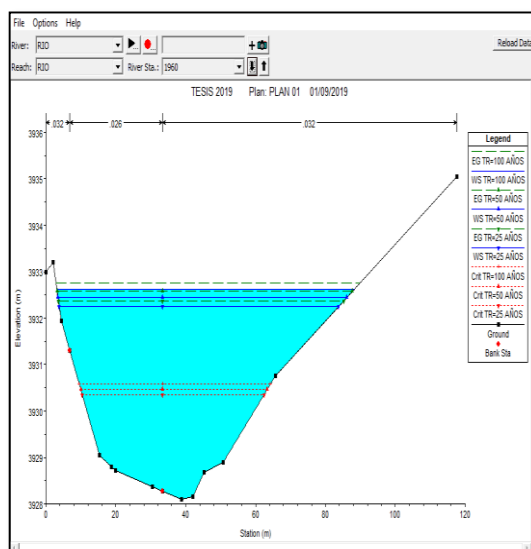 File Options Help
River: RIO
Reload Data
Reach: RIO River Sta.: 1960
TESIS 2019 Plan: PLAN 01 01/09/2019
.032 .026 .032
Legend
EG TR=100 AÑOS
WS TR=100 AÑOS
EG TR=50 AÑOS
WS TR=50 AÑOS
EG TR=25 AÑOS
WS TR=25 AÑOS
Crit TR=100 AÑOS
Crit TR=50 AÑOS
Crit TR=25 AÑOS
Ground
Bank Sta
Elevation (m)
3936
3935
3934
3933
3932
3931
3930
3929
3928
0 20 40 60 80 100 120
Station (m)